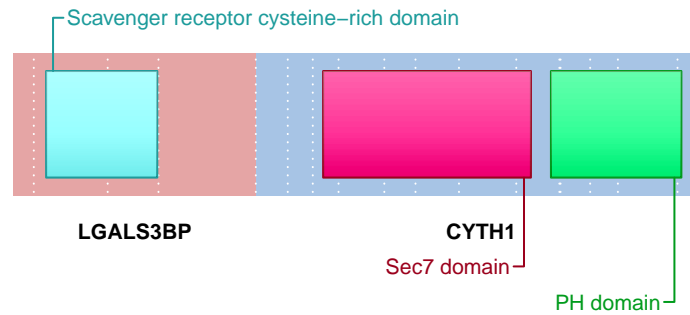 Scavenger receptor cysteine−rich domain
LGALS3BP
CYTH1
Sec7 domain
PH domain